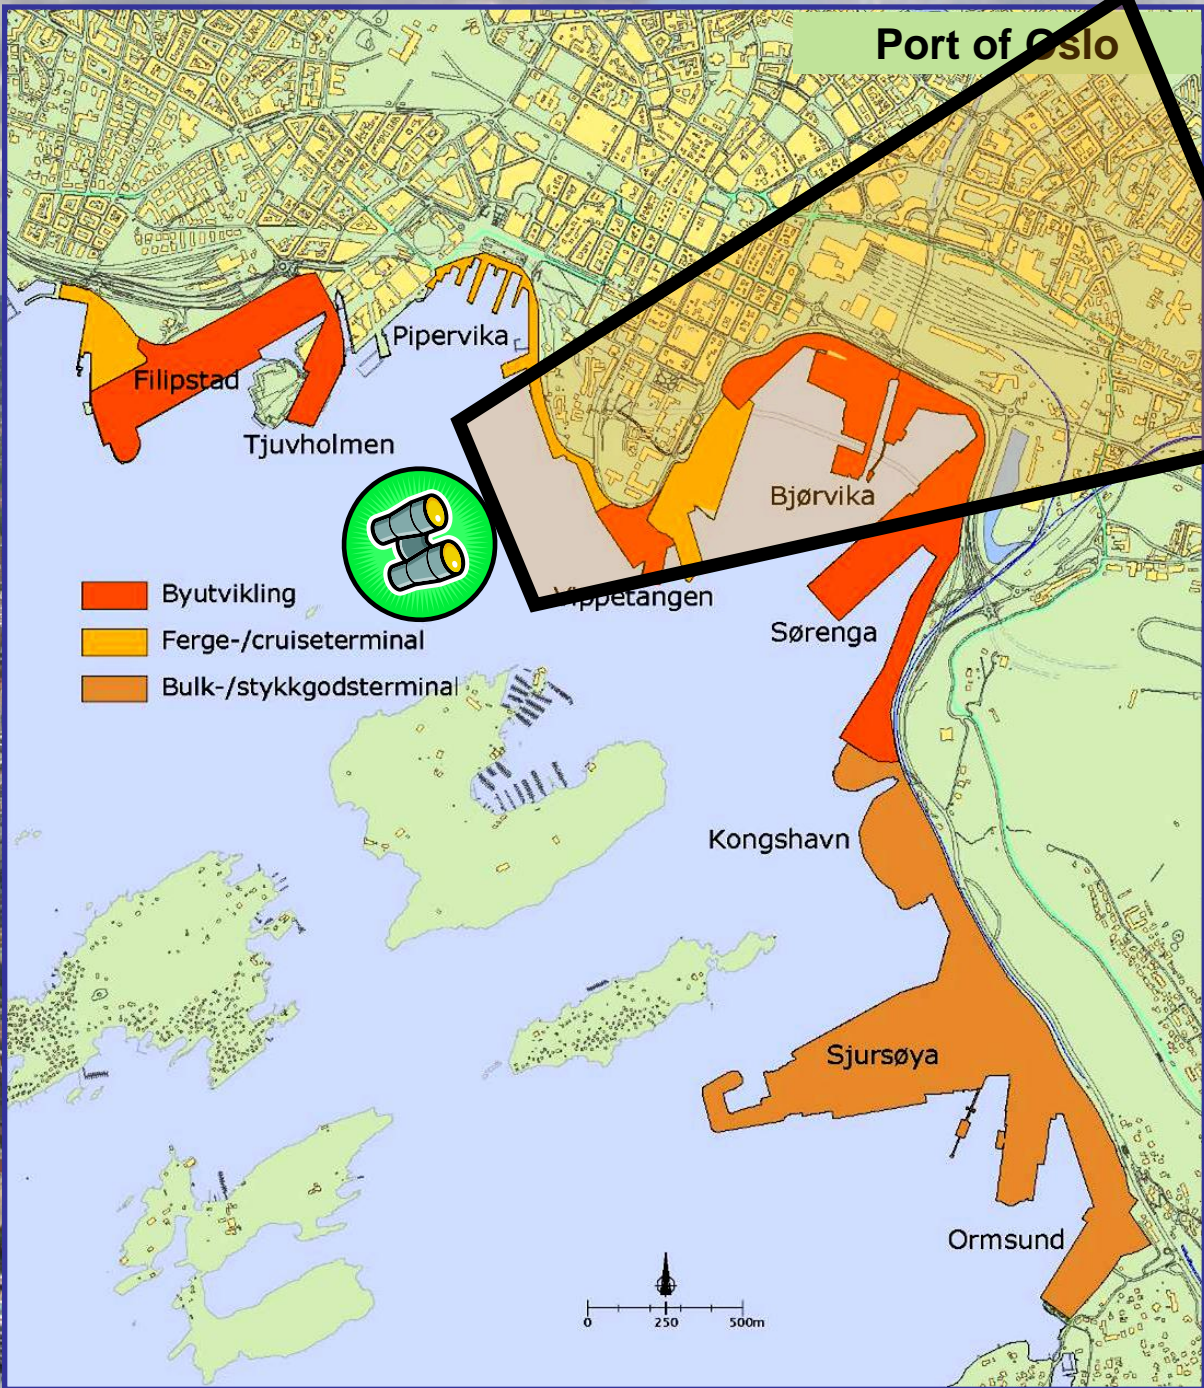 Port of Oslo
Pipervika
Filipstad
Tjuvholmen
Bjørvika
Byutvikling
Vippetangen
Ferge-/cruiseterminal
Sørenga
Bulk-/stykkgodsterminal
Kongshavn
Sjursøya
Ormsund
0 250 500m